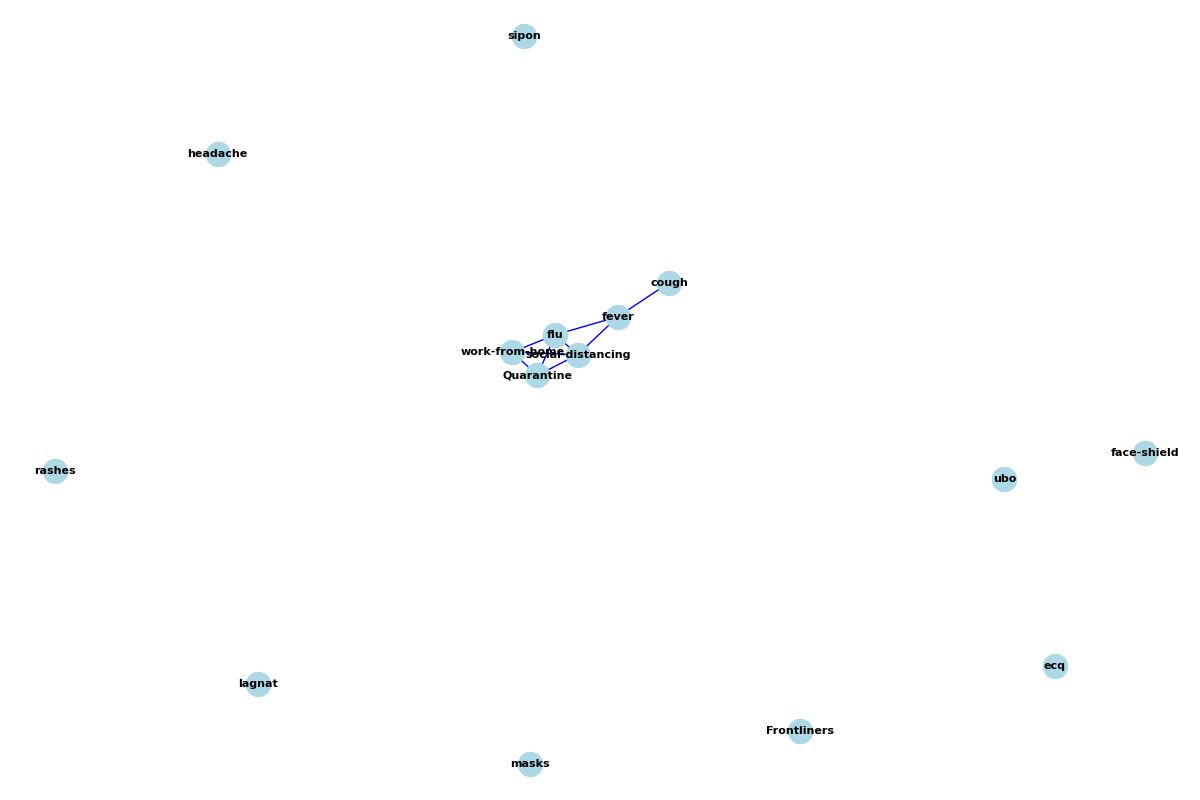 sipon
headache
cough
fever
flu
work-from-home
social-distancing
Quarantine
face-shield
rashes
ubo
ecq
lagnat
Frontliners
masks